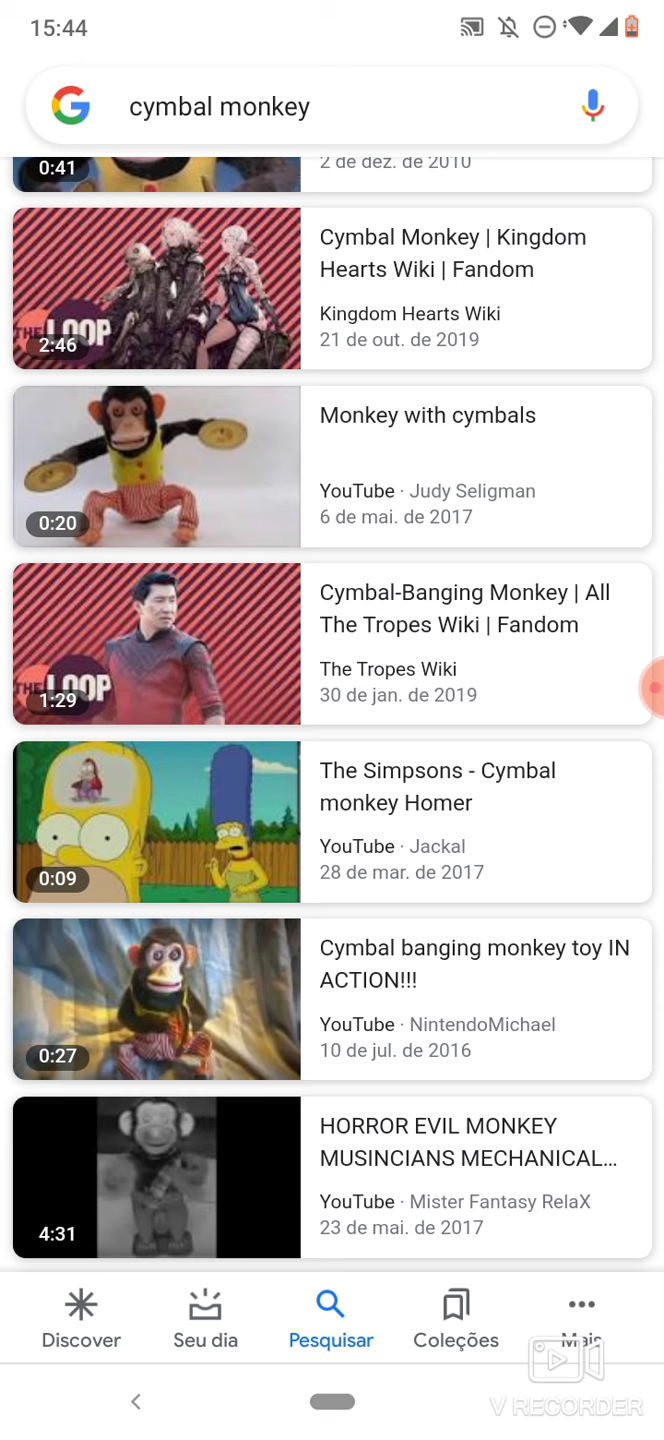 15:44
cymbal monkey
0:41
2 de dez. de 2010
Cymbal Monkey | Kingdom
Hearts Wiki | Fandom
Kingdom Hearts Wiki
21 de out. de 2019
THE LOOP
2:46
Monkey with cymbals
YouTube · Judy Seligman
6 de mai. de 2017
0:20
Cymbal-Banging Monkey | All
The Tropes Wiki | Fandom
The Tropes Wiki
30 de jan. de 2019
THE LOOP
1:29
The Simpsons - Cymbal
monkey Homer
YouTube · Jackal
28 de mar. de 2017
0:09
Cymbal banging monkey toy IN
ACTION!!!
YouTube · NintendoMichael
10 de jul. de 2016
0:27
HORROR EVIL MONKEY
MUSINCIANS MECHANICAL...
YouTube · Mister Fantasy RelaX
23 de mai. de 2017
4:31
Discover Seu dia Pesquisar Coleções Mais
V RECORDER